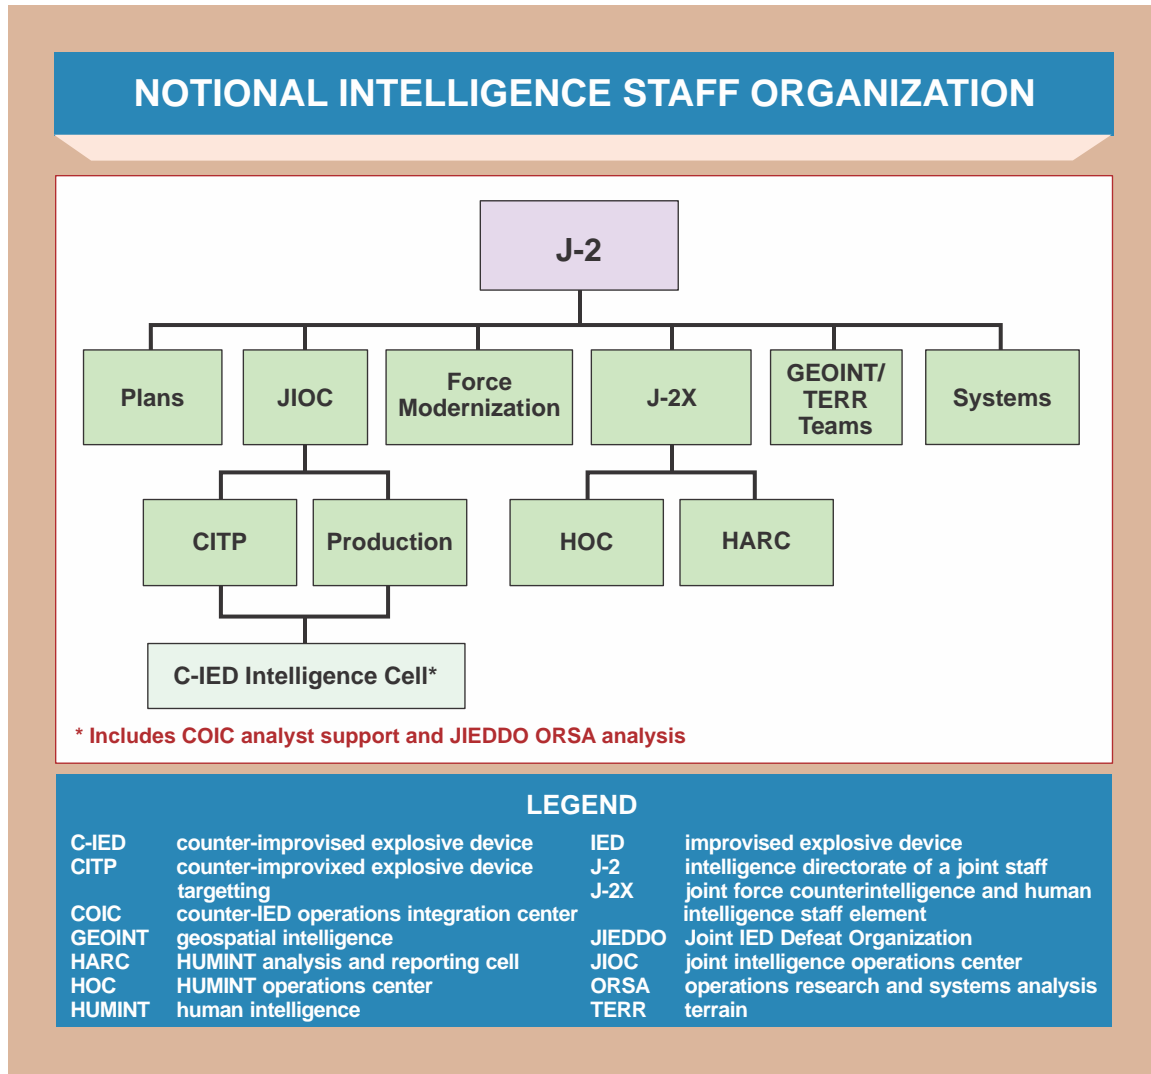 NOTIONAL INTELLIGENCE STAFF ORGANIZATION
J-2
Plans
JIOC
Force
Modernization
J-2X
GEOINT/
TERR
Teams
Systems
CITP
Production
HOC
HARC
C-IED Intelligence Cell*
* Includes COIC analyst support and JIEDDO ORSA analysis
LEGEND
C-IED counter-improvised explosive device
CITP counter-improvixed explosive device
targetting
COIC counter-IED operations integration center
GEOINT geospatial intelligence
HARC HUMINT analysis and reporting cell
HOC HUMINT operations center
HUMINT human intelligence
IED improvised explosive device
J-2 intelligence directorate of a joint staff
J-2X joint force counterintelligence and human
intelligence staff element
JIEDDO Joint IED Defeat Organization
JIOC joint intelligence operations center
ORSA operations research and systems analysis
TERR terrain